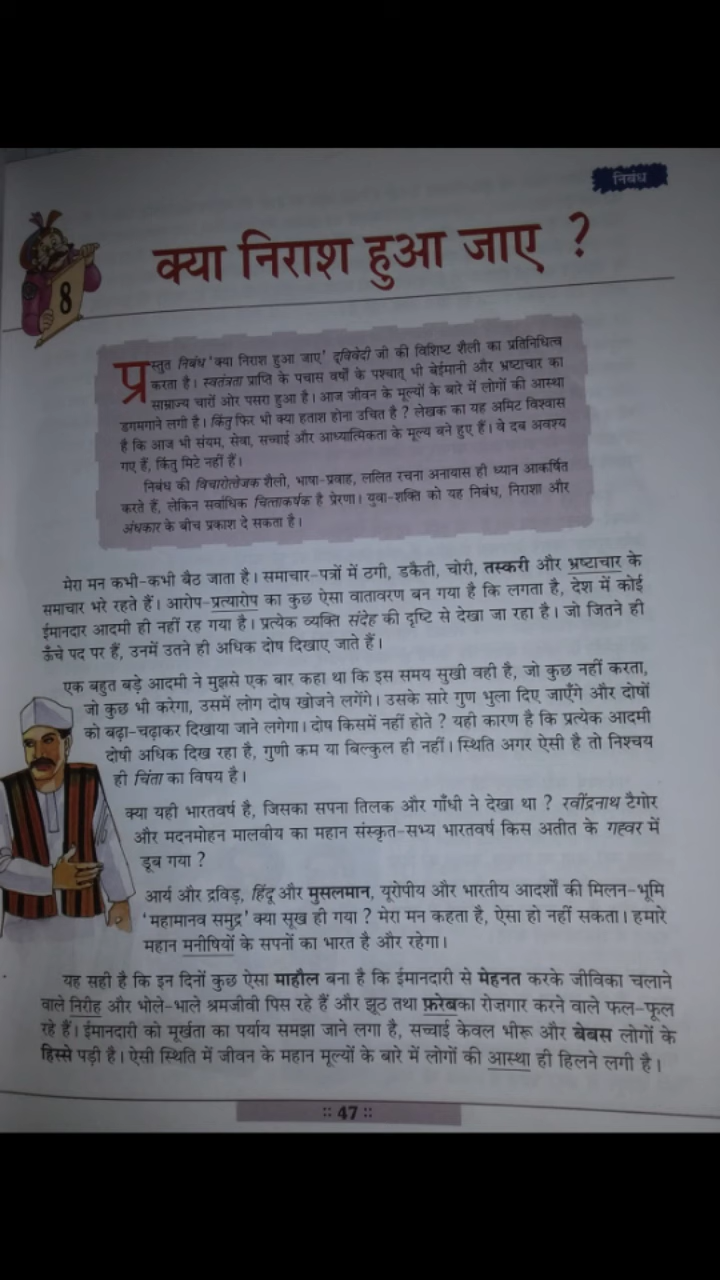 निबंध
क्या निराश हुआ जाए ?
8
प्रस्तुत निबंध 'क्या निराश हुआ जाए' द्विवेदी जी की विशिष्ट शैली का प्रतिनिधित्व
करता है। स्वतंत्रता प्राप्ति के पचास वर्षों के पश्चात् भी बेईमानी और भ्रष्टाचार का
साम्राज्य चारों ओर पसरा हुआ है। आज जीवन के मूल्यों के बारे में लोगों की आस्था
डगमगाने लगी है। किंतु फिर भी क्या हताश होना उचित है ? लेखक का यह अमिट विश्वास
है कि आज भी संयम, सेवा, सच्चाई और आध्यात्मिकता के मूल्य बने हुए हैं। वे दब अवश्य
गए हैं, किंतु मिटे नहीं हैं।
निबंध की विचारोत्तेजक शैली, भाषा-प्रवाह, ललित रचना अनायास ही ध्यान आकर्षित
करते हैं, लेकिन सर्वाधिक चित्ताकर्षक है प्रेरणा। युवा-शक्ति को यह निबंध, निराशा और
अंधकार के बीच प्रकाश दे सकता है।
मेरा मन कभी-कभी बैठ जाता है। समाचार-पत्रों में ठगी, डकैती, चोरी, तस्करी और भ्रष्टाचार के
समाचार भरे रहते हैं। आरोप-प्रत्यारोप का कुछ ऐसा वातावरण बन गया है कि लगता है, देश में कोई
ईमानदार आदमी ही नहीं रह गया है। प्रत्येक व्यक्ति संदेह की दृष्टि से देखा जा रहा है। जो जितने ही
ऊँचे पद पर हैं, उनमें उतने ही अधिक दोष दिखाए जाते हैं।
एक बहुत बड़े आदमी ने मुझसे एक बार कहा था कि इस समय सुखी वही है, जो कुछ नहीं करता,
जो कुछ भी करेगा, उसमें लोग दोष खोजने लगेंगे। उसके सारे गुण भुला दिए जाएँगे और दोषों
को बढ़ा-चढ़ाकर दिखाया जाने लगेगा। दोष किसमें नहीं होते ? यही कारण है कि प्रत्येक आदमी
दोषी अधिक दिख रहा है, गुणी कम या बिल्कुल ही नहीं। स्थिति अगर ऐसी है तो निश्चय
ही चिंता का विषय है।
क्या यही भारतवर्ष है, जिसका सपना तिलक और गाँधी ने देखा था ? रवींद्रनाथ टैगोर
और मदनमोहन मालवीय का महान संस्कृत-सभ्य भारतवर्ष किस अतीत के गह्वर में
डूब गया ?
आर्य और द्रविड़, हिंदू और मुसलमान, यूरोपीय और भारतीय आदर्शों की मिलन-भूमि
'महामानव समुद्र' क्या सूख ही गया ? मेरा मन कहता है, ऐसा हो नहीं सकता। हमारे
महान मनीषियों के सपनों का भारत है और रहेगा।
यह सही है कि इन दिनों कुछ ऐसा माहौल बना है कि ईमानदारी से मेहनत करके जीविका चलाने
वाले निरीह और भोले-भाले श्रमजीवी पिस रहे हैं और झूठ तथा फ़रेबका रोज़गार करने वाले फल-फूल
रहे हैं। ईमानदारी को मूर्खता का पर्याय समझा जाने लगा है, सच्चाई केवल भीरू और बेबस लोगों के
हिस्से पड़ी है। ऐसी स्थिति में जीवन के महान मूल्यों के बारे में लोगों की आस्था ही हिलने लगी है।
:: 47 ::